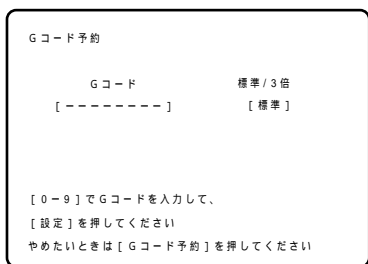 Gコード予約
Gコード 標準/3倍
[ーーーーーーーー] [標準]
[0ー9]でGコードを入力して、
[設定]を押してください
やめたいときは[Gコード予約]を押してください